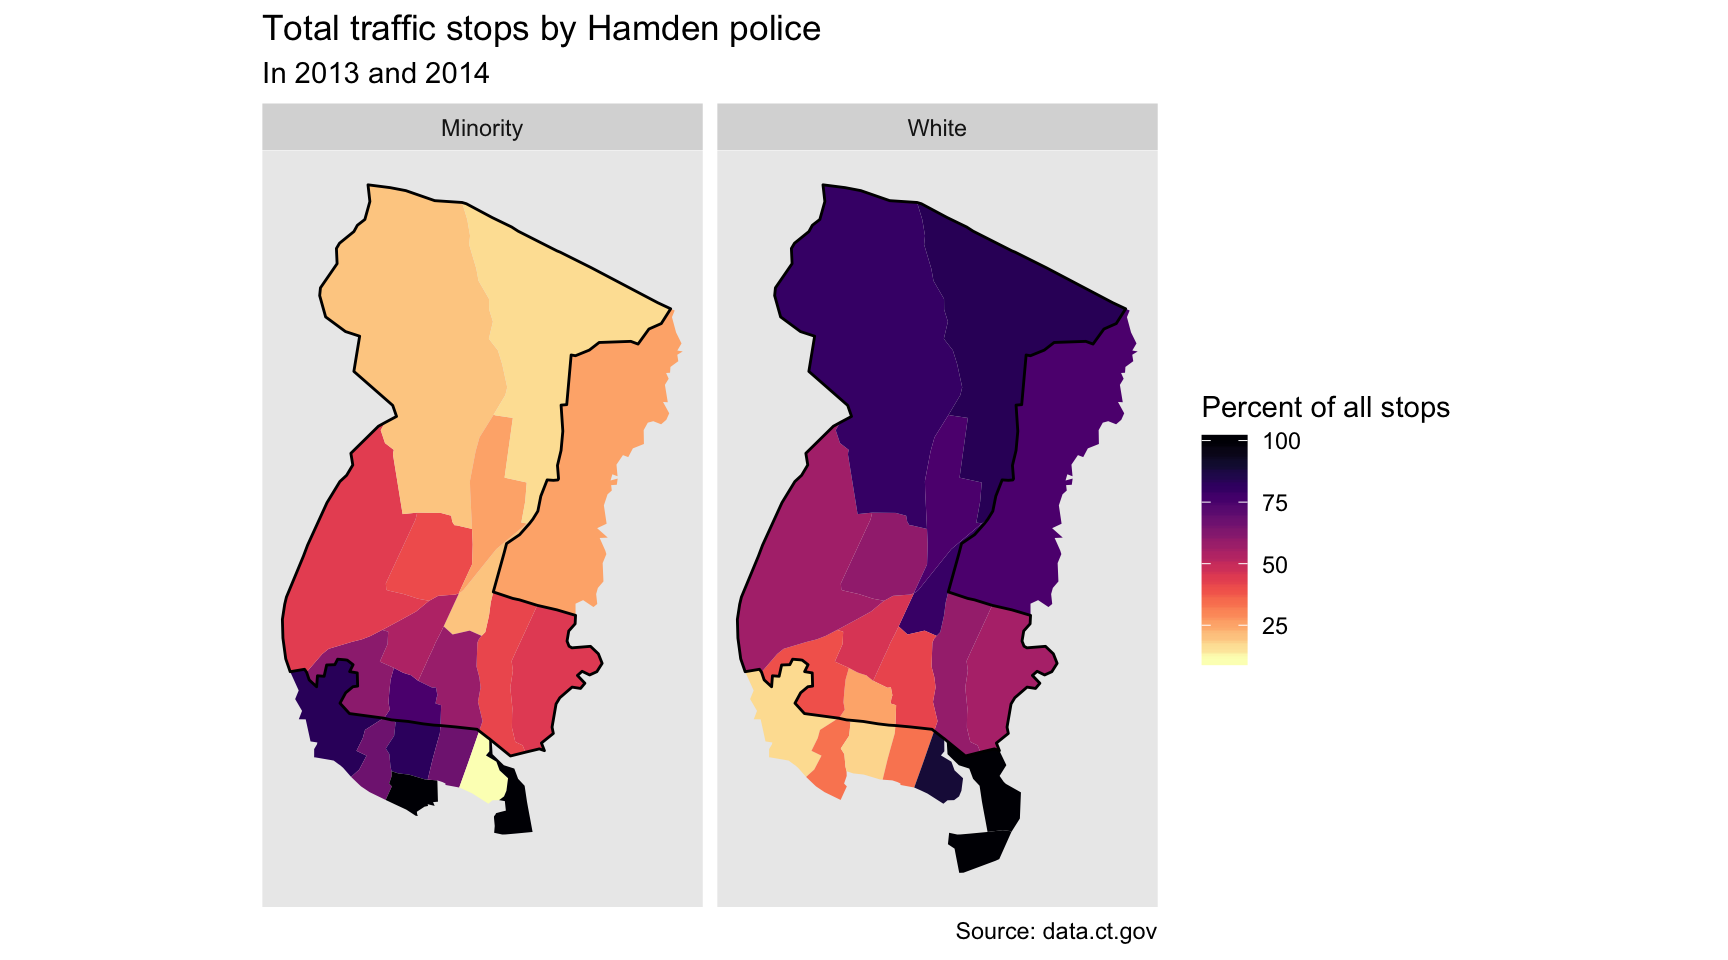 Total traffic stops by Hamden police
In 2013 and 2014
Minority
White
Percent of all stops
100
75
50
25
Source: data.ct.gov